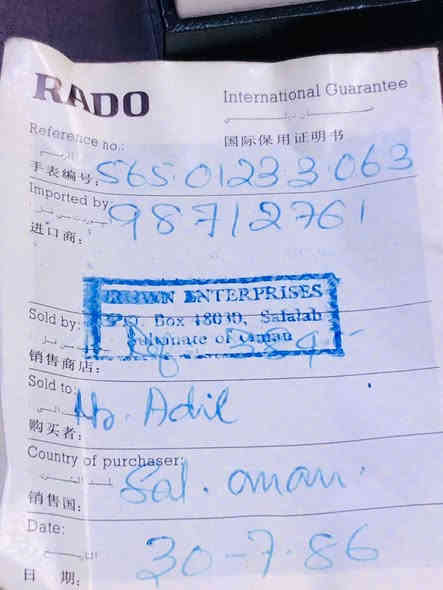 RADO
International Guarantee
国际保用证明书
Reference no.:
手表编号: 565.0123 3.063
Imported by:
98712761
进口商:
ENTERPRISES
P.O. Box 18030, Salalah
Sold by:
Sultanate of Oman
销售商店:
Sold to:
Mr. Adil
购买者:
Country of purchaser:
Sal. oman.
销售国:
Date:
30-7.86
日 期: